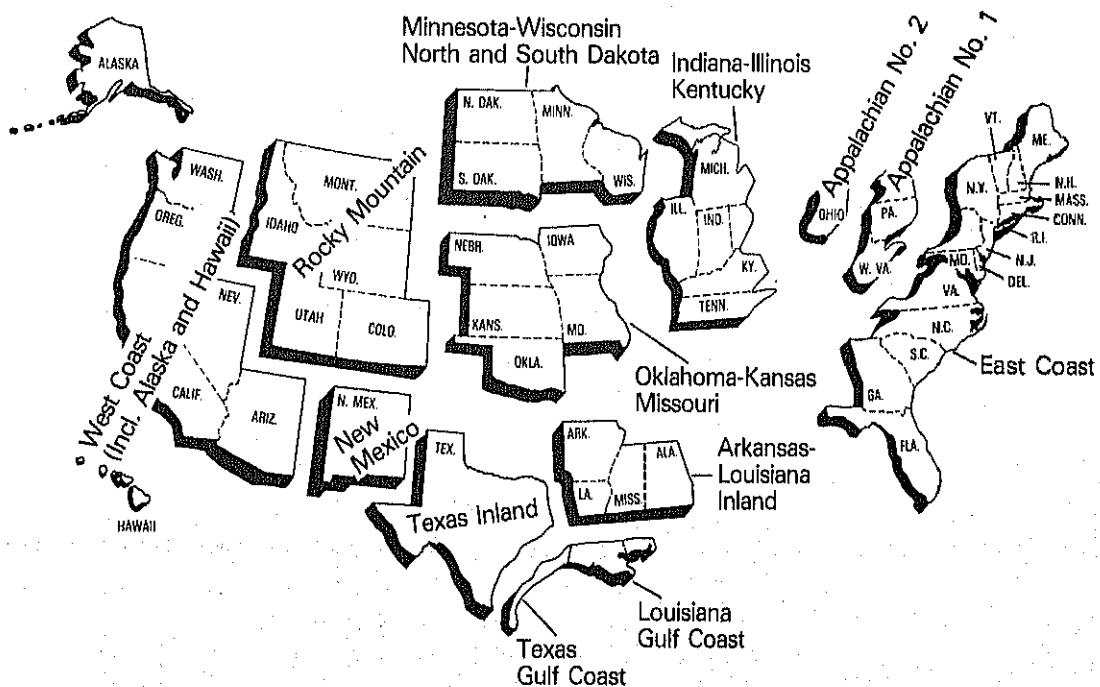 ALASKA
Minnesota-Wisconsin
North and South Dakota
Indiana-Illinois
Kentucky
Appalachian No. 2
Appalachian No. 1
WASH.
OREG.
NEV.
CALIF.
ARIZ.
West Coast
(Incl. Alaska and Hawaii)
HAWAII
MONT.
IDAHO
WYO.
UTAH
COLO.
Rocky Mountain
N. MEX.
New
Mexico
N. DAK.
MINN.
S. DAK.
WIS.
NEBR.
IOWA
KANS.
MO.
OKLA.
Oklahoma-Kansas
Missouri
MICH.
ILL.
IND.
KY.
TENN.
OHIO
PA.
W. VA.
VT.
ME.
N.Y.
N.H.
MASS.
CONN.
R.I.
N.J.
MD.
DEL.
VA.
N.C.
S.C.
GA.
FLA.
East Coast
TEX.
Texas Inland
ARK.
ALA.
LA.
MISS.
Arkansas-
Louisiana
Inland
Louisiana
Gulf Coast
Texas
Gulf Coast